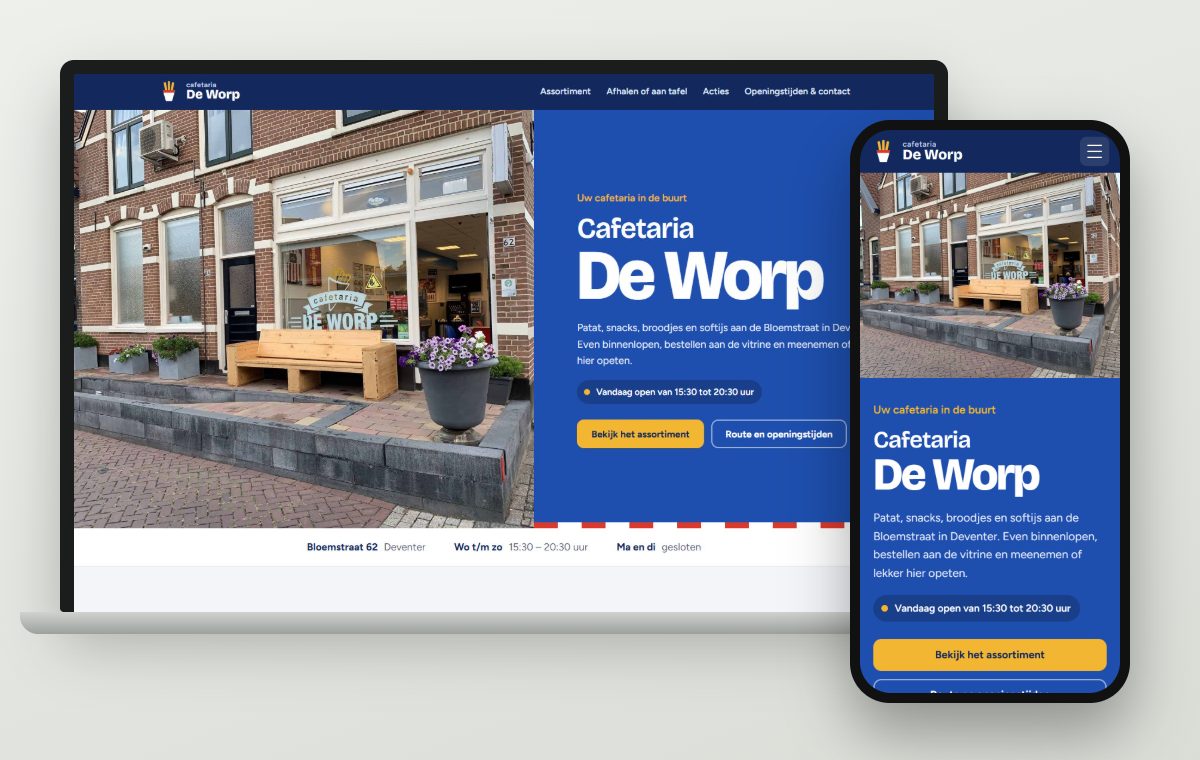 cafetaria
De Worp
Assortiment Afhalen of aan tafel Acties Openingstijden & contact
62
cafetaria
DE WORP
Uw cafetaria in de buurt
Cafetaria
De Worp
Patat, snacks, broodjes en softijs aan de Bloemstraat in
Even binnenlopen, bestellen aan de vitrine en meenemen
hier opeten.
Vandaag open van 15:30 tot 20:30 uur
Bekijk het assortiment Route en openingstijden
Bloemstraat 62 Deventer Wo t/m zo 15:30 – 20:30 uur Ma en di gesloten
cafetaria
De Worp
cafetaria
DE WORP
Uw cafetaria in de buurt
Cafetaria
De Worp
Patat, snacks, broodjes en softijs aan de
Bloemstraat in Deventer. Even binnenlopen,
bestellen aan de vitrine en meenemen of
lekker hier opeten.
Vandaag open van 15:30 tot 20:30 uur
Bekijk het assortiment